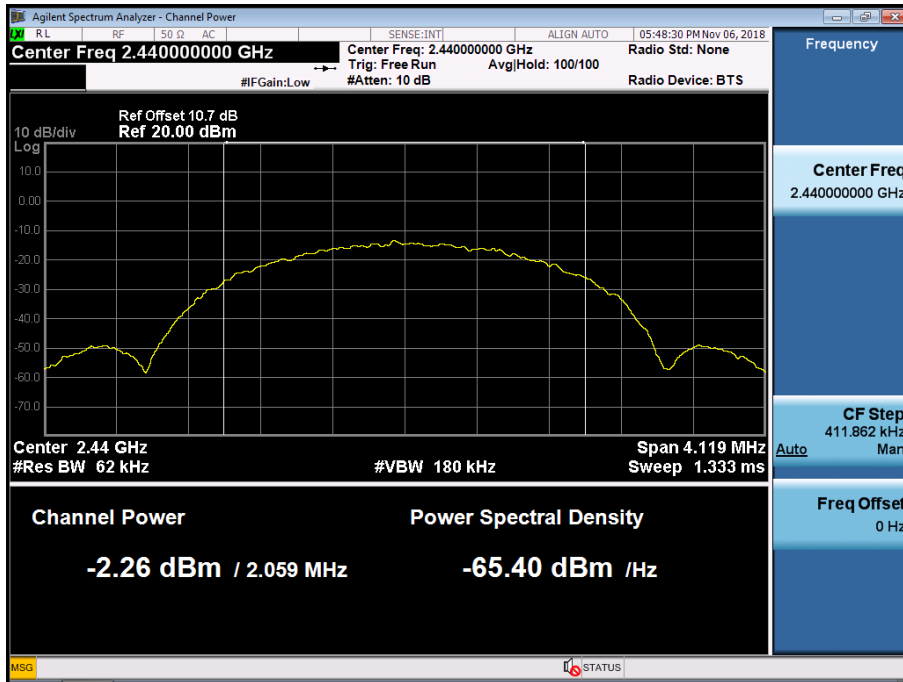 Agilent Spectrum Analyzer - Channel Power
LXI RL RF 50 Ω AC SENSE:INT ALIGN AUTO 05:48:30 PM Nov 06, 2018
Center Freq 2.440000000 GHz
Center Freq: 2.440000000 GHz
Radio Std: None
Trig: Free Run
Avg|Hold: 100/100
#IFGain:Low
#Atten: 10 dB
Radio Device: BTS
Ref Offset 10.7 dB
10 dB/div
Ref 20.00 dBm
Log
10.0
0.00
-10.0
-20.0
-30.0
-40.0
-50.0
-60.0
-70.0
Center 2.44 GHz
Span 4.119 MHz
#Res BW 62 kHz
#VBW 180 kHz
Sweep 1.333 ms
Channel Power
Power Spectral Density
-2.26 dBm / 2.059 MHz
-65.40 dBm /Hz
MSG
STATUS
Frequency
Center Freq
2.440000000 GHz
CF Step
411.862 kHz
Auto Man
Freq Offset
0 Hz